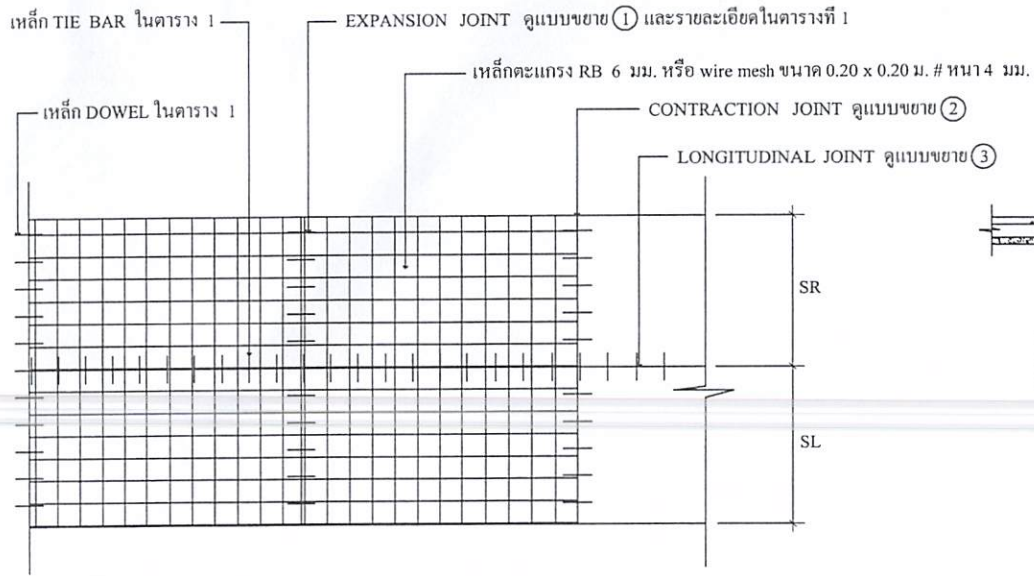 เหล็ก TIE BAR ในตาราง 1
EXPANSION JOINT ดูแบบขยาย 1 และรายละเอียดในตารางที่ 1
เหล็กตะแกรง RB 6 มม. หรือ wire mesh ขนาด 0.20 x 0.20 ม. # หนา 4 มม.
เหล็ก DOWEL ในตาราง 1
CONTRACTION JOINT ดูแบบขยาย 2
LONGITUDINAL JOINT ดูแบบขยาย 3
SR
SL